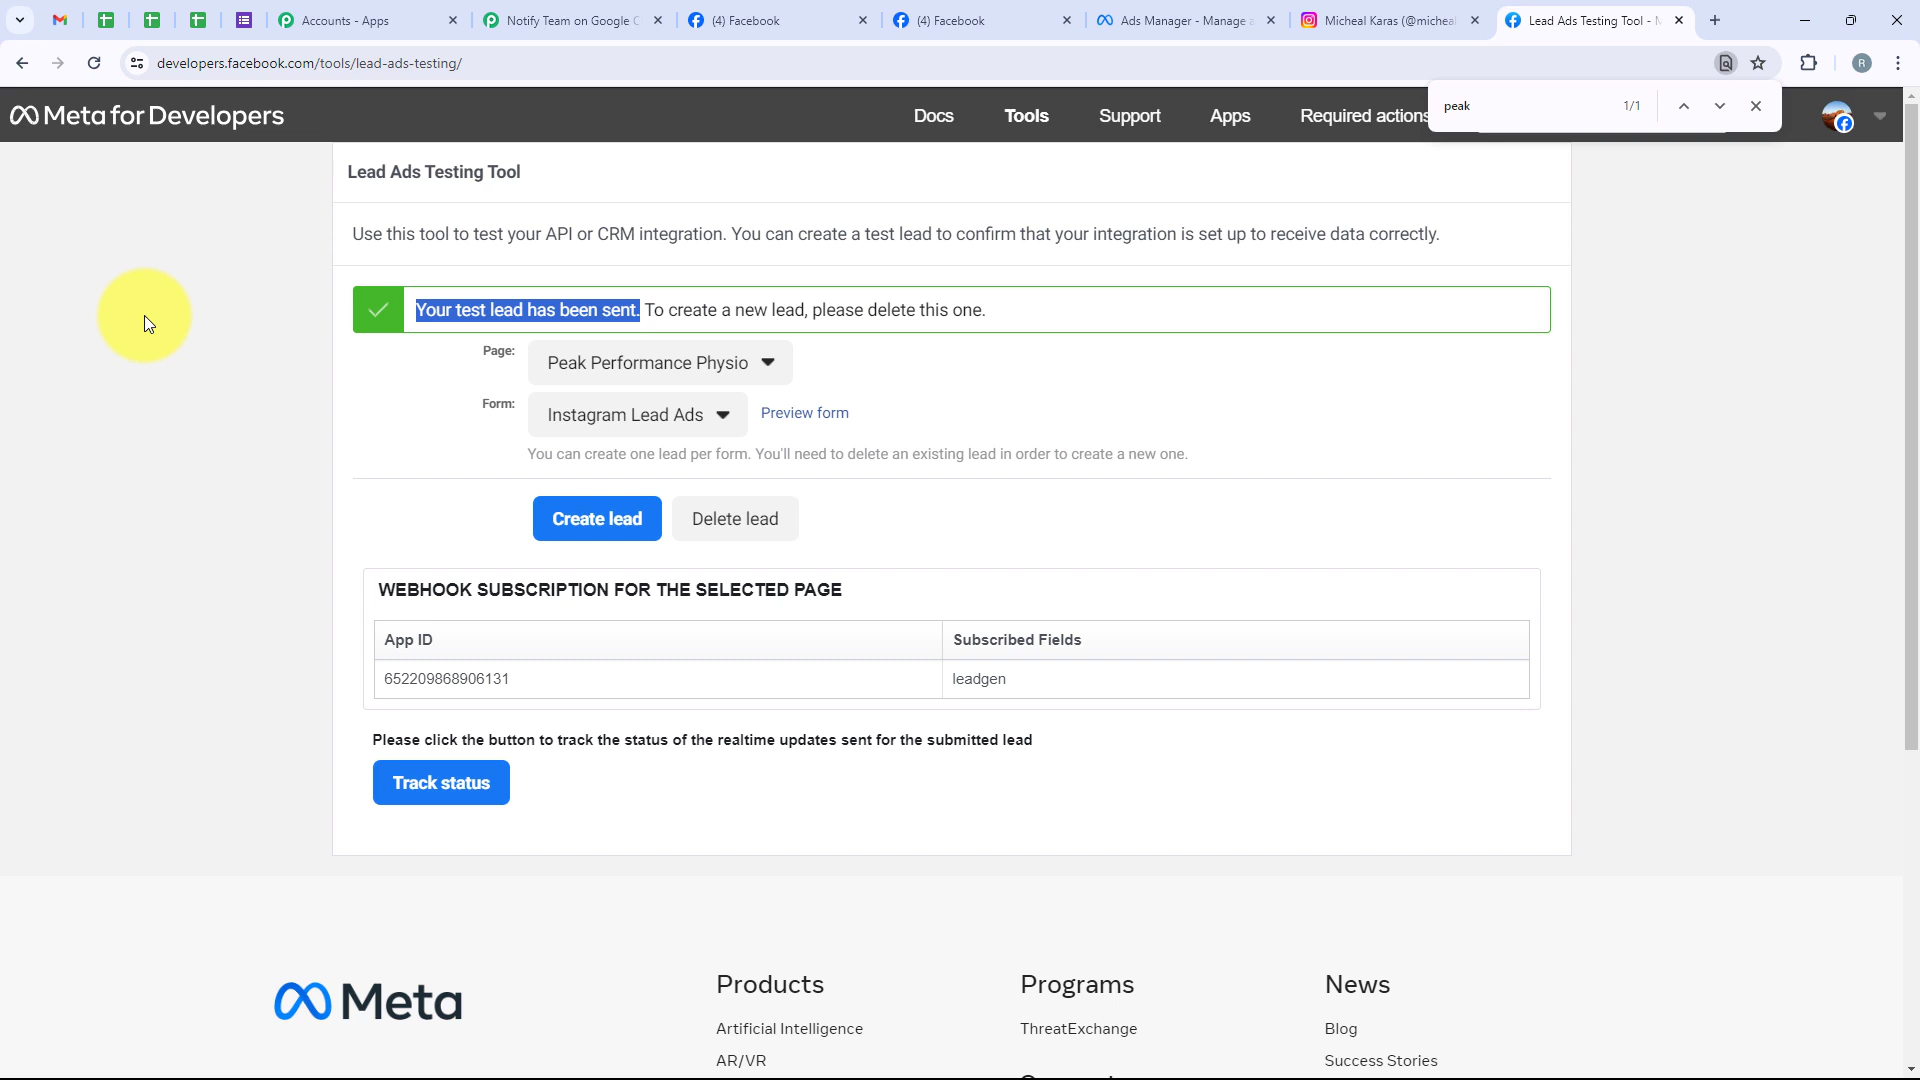 Accounts - Apps
Notify Team on Google C
(4) Facebook
(4) Facebook
Ads Manager - Manage a
Micheal Karas (@micheal
Lead Ads Testing Tool - M
developers.facebook.com/tools/lead-ads-testing/
R
peak
1/1
Meta for Developers
Docs
Tools
Support
Apps
Required actions
Lead Ads Testing Tool
Use this tool to test your API or CRM integration. You can create a test lead to confirm that your integration is set up to receive data correctly.
Your test lead has been sent. To create a new lead, please delete this one.
Page:
Peak Performance Physio
Form:
Instagram Lead Ads
Preview form
You can create one lead per form. You'll need to delete an existing lead in order to create a new one.
Create lead
Delete lead
WEBHOOK SUBSCRIPTION FOR THE SELECTED PAGE
App ID
Subscribed Fields
652209868906131
leadgen
Please click the button to track the status of the realtime updates sent for the submitted lead
Track status
Meta
Products
Programs
News
Artificial Intelligence
ThreatExchange
Blog
AR/VR
Success Stories